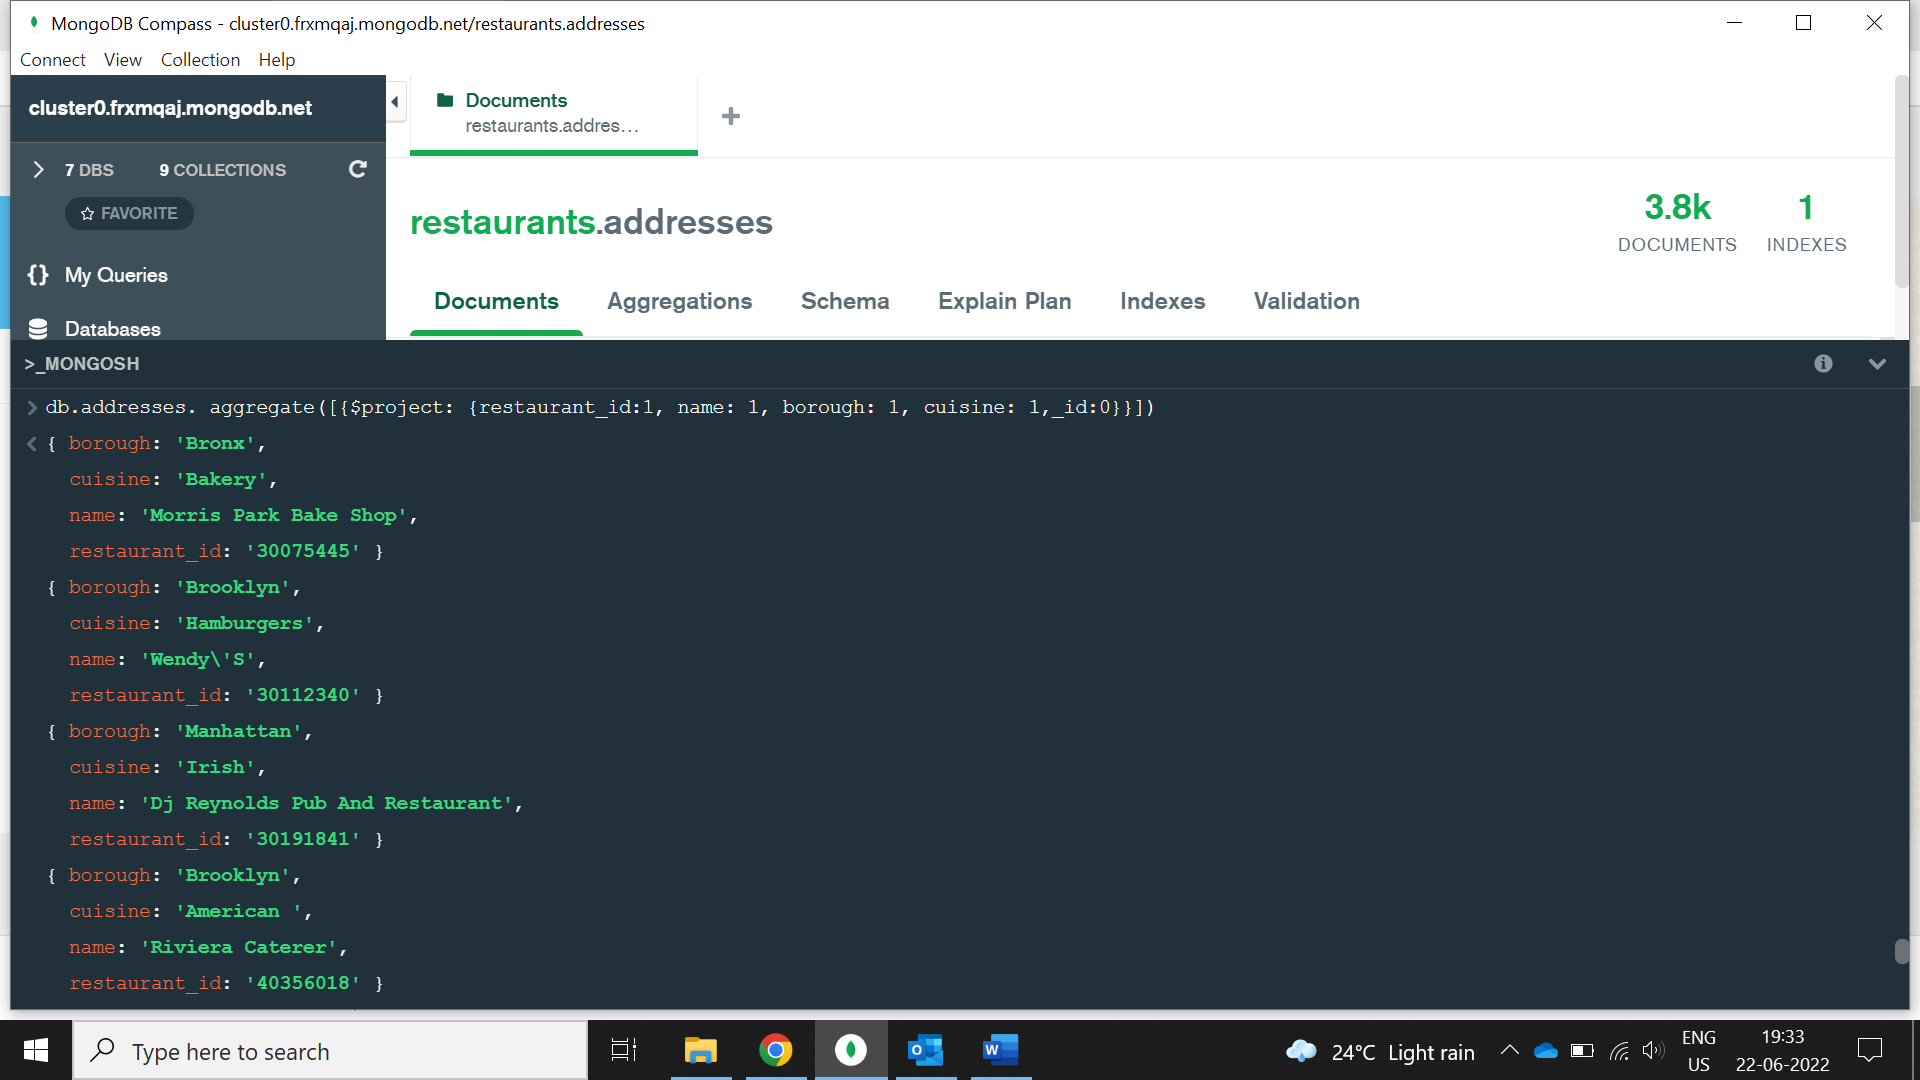 MongoDB Compass - cluster0.frxmqaj.mongodb.net/restaurants.addresses
Connect View Collection Help
cluster0.frxmqaj.mongodb.net
7 DBS 9 COLLECTIONS
FAVORITE
{} My Queries
Databases
Documents
restaurants.addres...
+
restaurants.addresses
3.8k
DOCUMENTS
1
INDEXES
Documents Aggregations Schema Explain Plan Indexes Validation
>_MONGOSH
> db.addresses. aggregate([{$project: {restaurant_id:1, name: 1, borough: 1, cuisine: 1,_id:0}}])
< { borough: 'Bronx',
cuisine: 'Bakery',
name: 'Morris Park Bake Shop',
restaurant_id: '30075445' }
{ borough: 'Brooklyn',
cuisine: 'Hamburgers',
name: 'Wendy\'S',
restaurant_id: '30112340' }
{ borough: 'Manhattan',
cuisine: 'Irish',
name: 'Dj Reynolds Pub And Restaurant',
restaurant_id: '30191841' }
{ borough: 'Brooklyn',
cuisine: 'American ',
name: 'Riviera Caterer',
restaurant_id: '40356018' }
Type here to search
24°C Light rain
ENG
US
19:33
22-06-2022